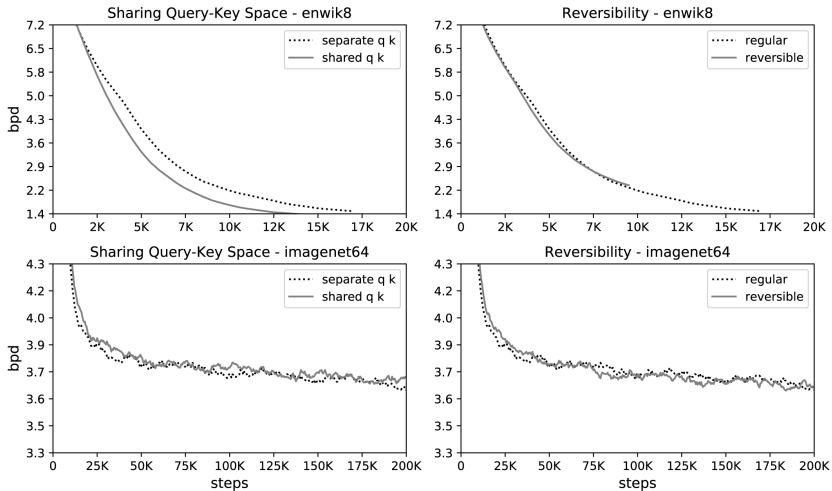 Sharing Query-Key Space - enwik8
bpd
7.2
6.5
5.8
5.0
4.3
3.6
2.9
2.2
1.4
separate q k
shared q k
0 2K 5K 7K 10K 12K 15K 17K 20K
Reversibility - enwik8
7.2
6.5
5.8
5.0
4.3
3.6
2.9
2.2
1.4
regular
reversible
0 2K 5K 7K 10K 12K 15K 17K 20K
Sharing Query-Key Space - imagenet64
bpd
4.3
4.2
4.0
3.9
3.7
3.6
3.5
3.3
separate q k
shared q k
0 25K 50K 75K 100K 125K 150K 175K 200K
steps
Reversibility - imagenet64
4.3
4.2
4.0
3.9
3.7
3.6
3.5
3.3
regular
reversible
0 25K 50K 75K 100K 125K 150K 175K 200K
steps